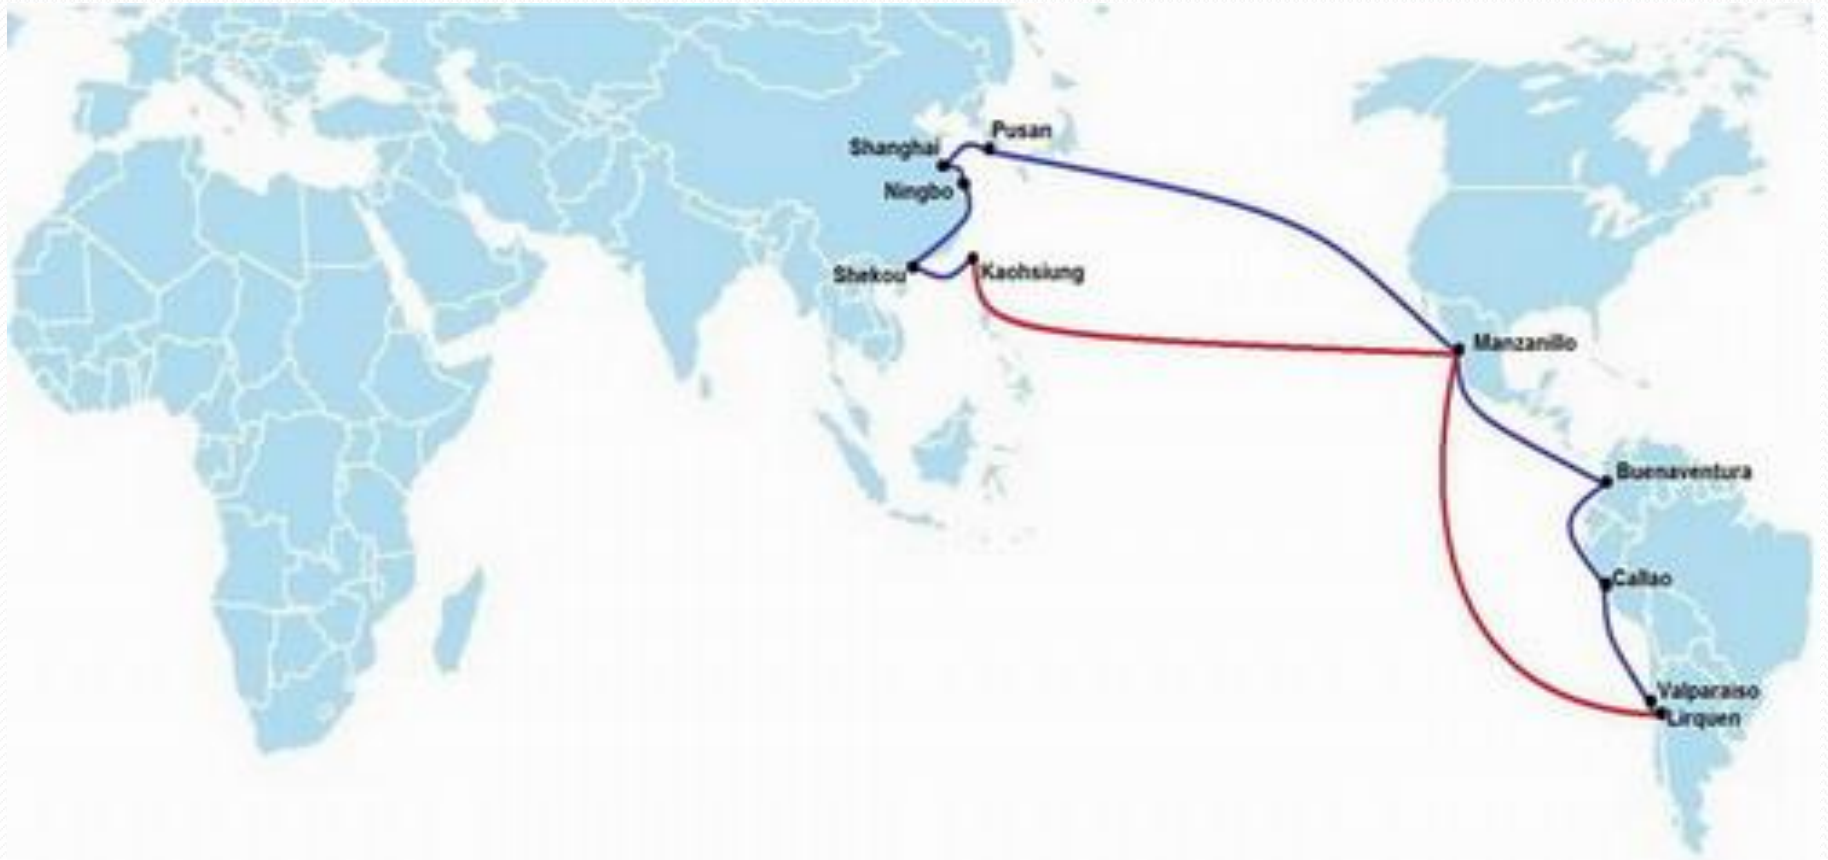 Pusan
Shanghai
Ningbo
Shekou
Kaohsiung
Manzanillo
Buenaventura
Callao
Valparaiso
Lirquen